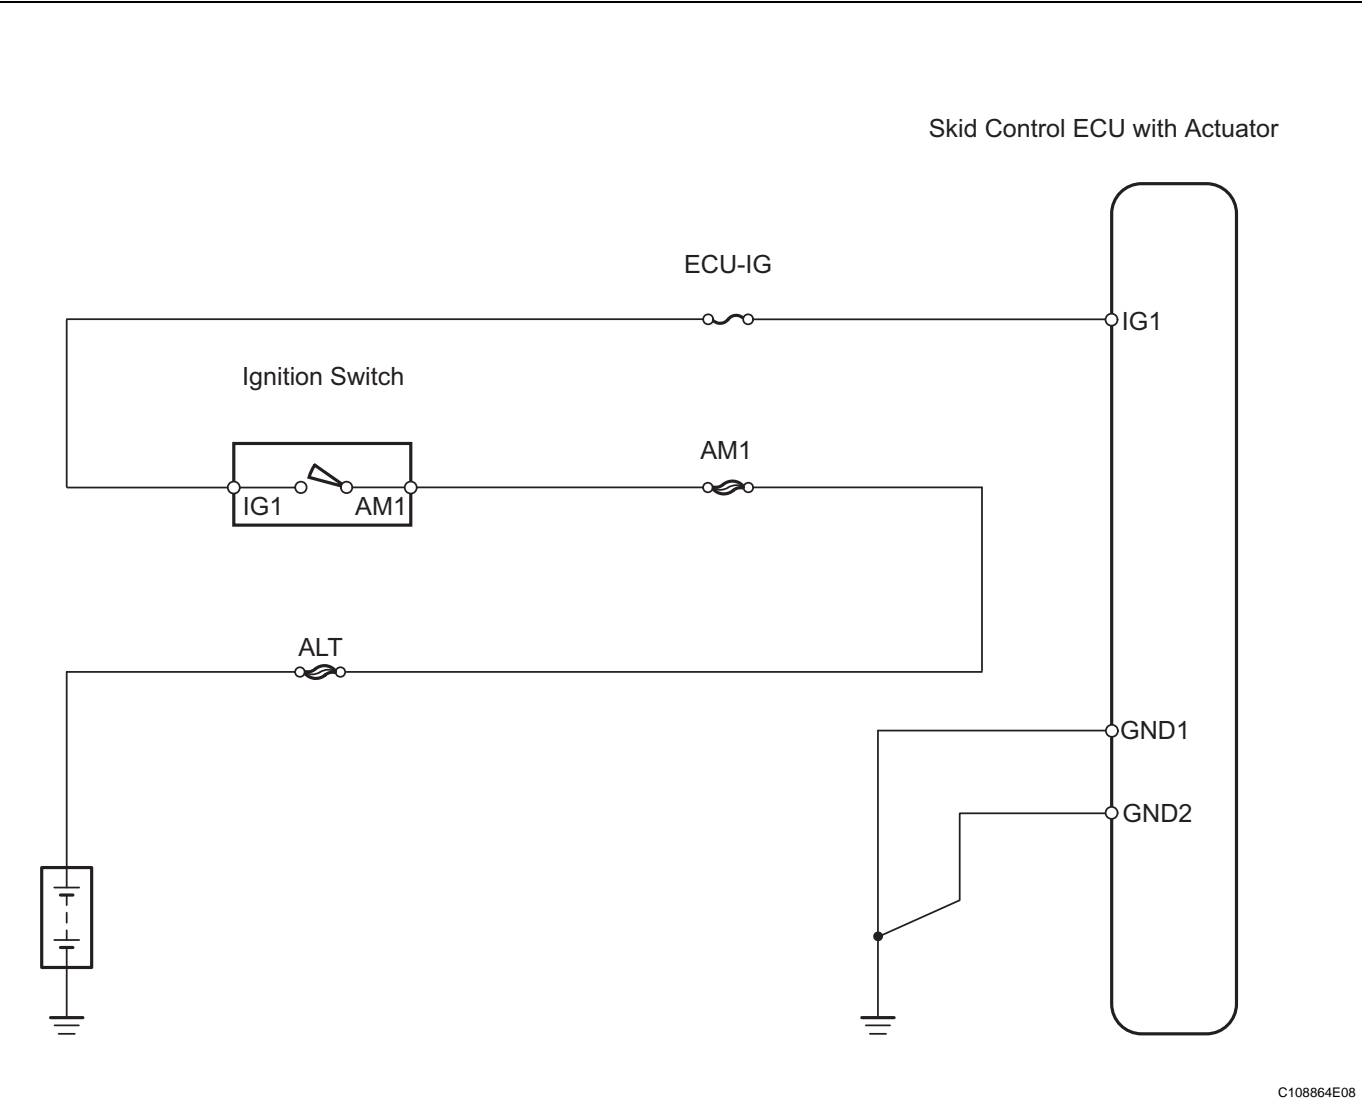 Skid Control ECU with Actuator
ECU-IG
IG1
Ignition Switch
AM1
IG1 AM1
ALT
GND1
GND2
C108864E08